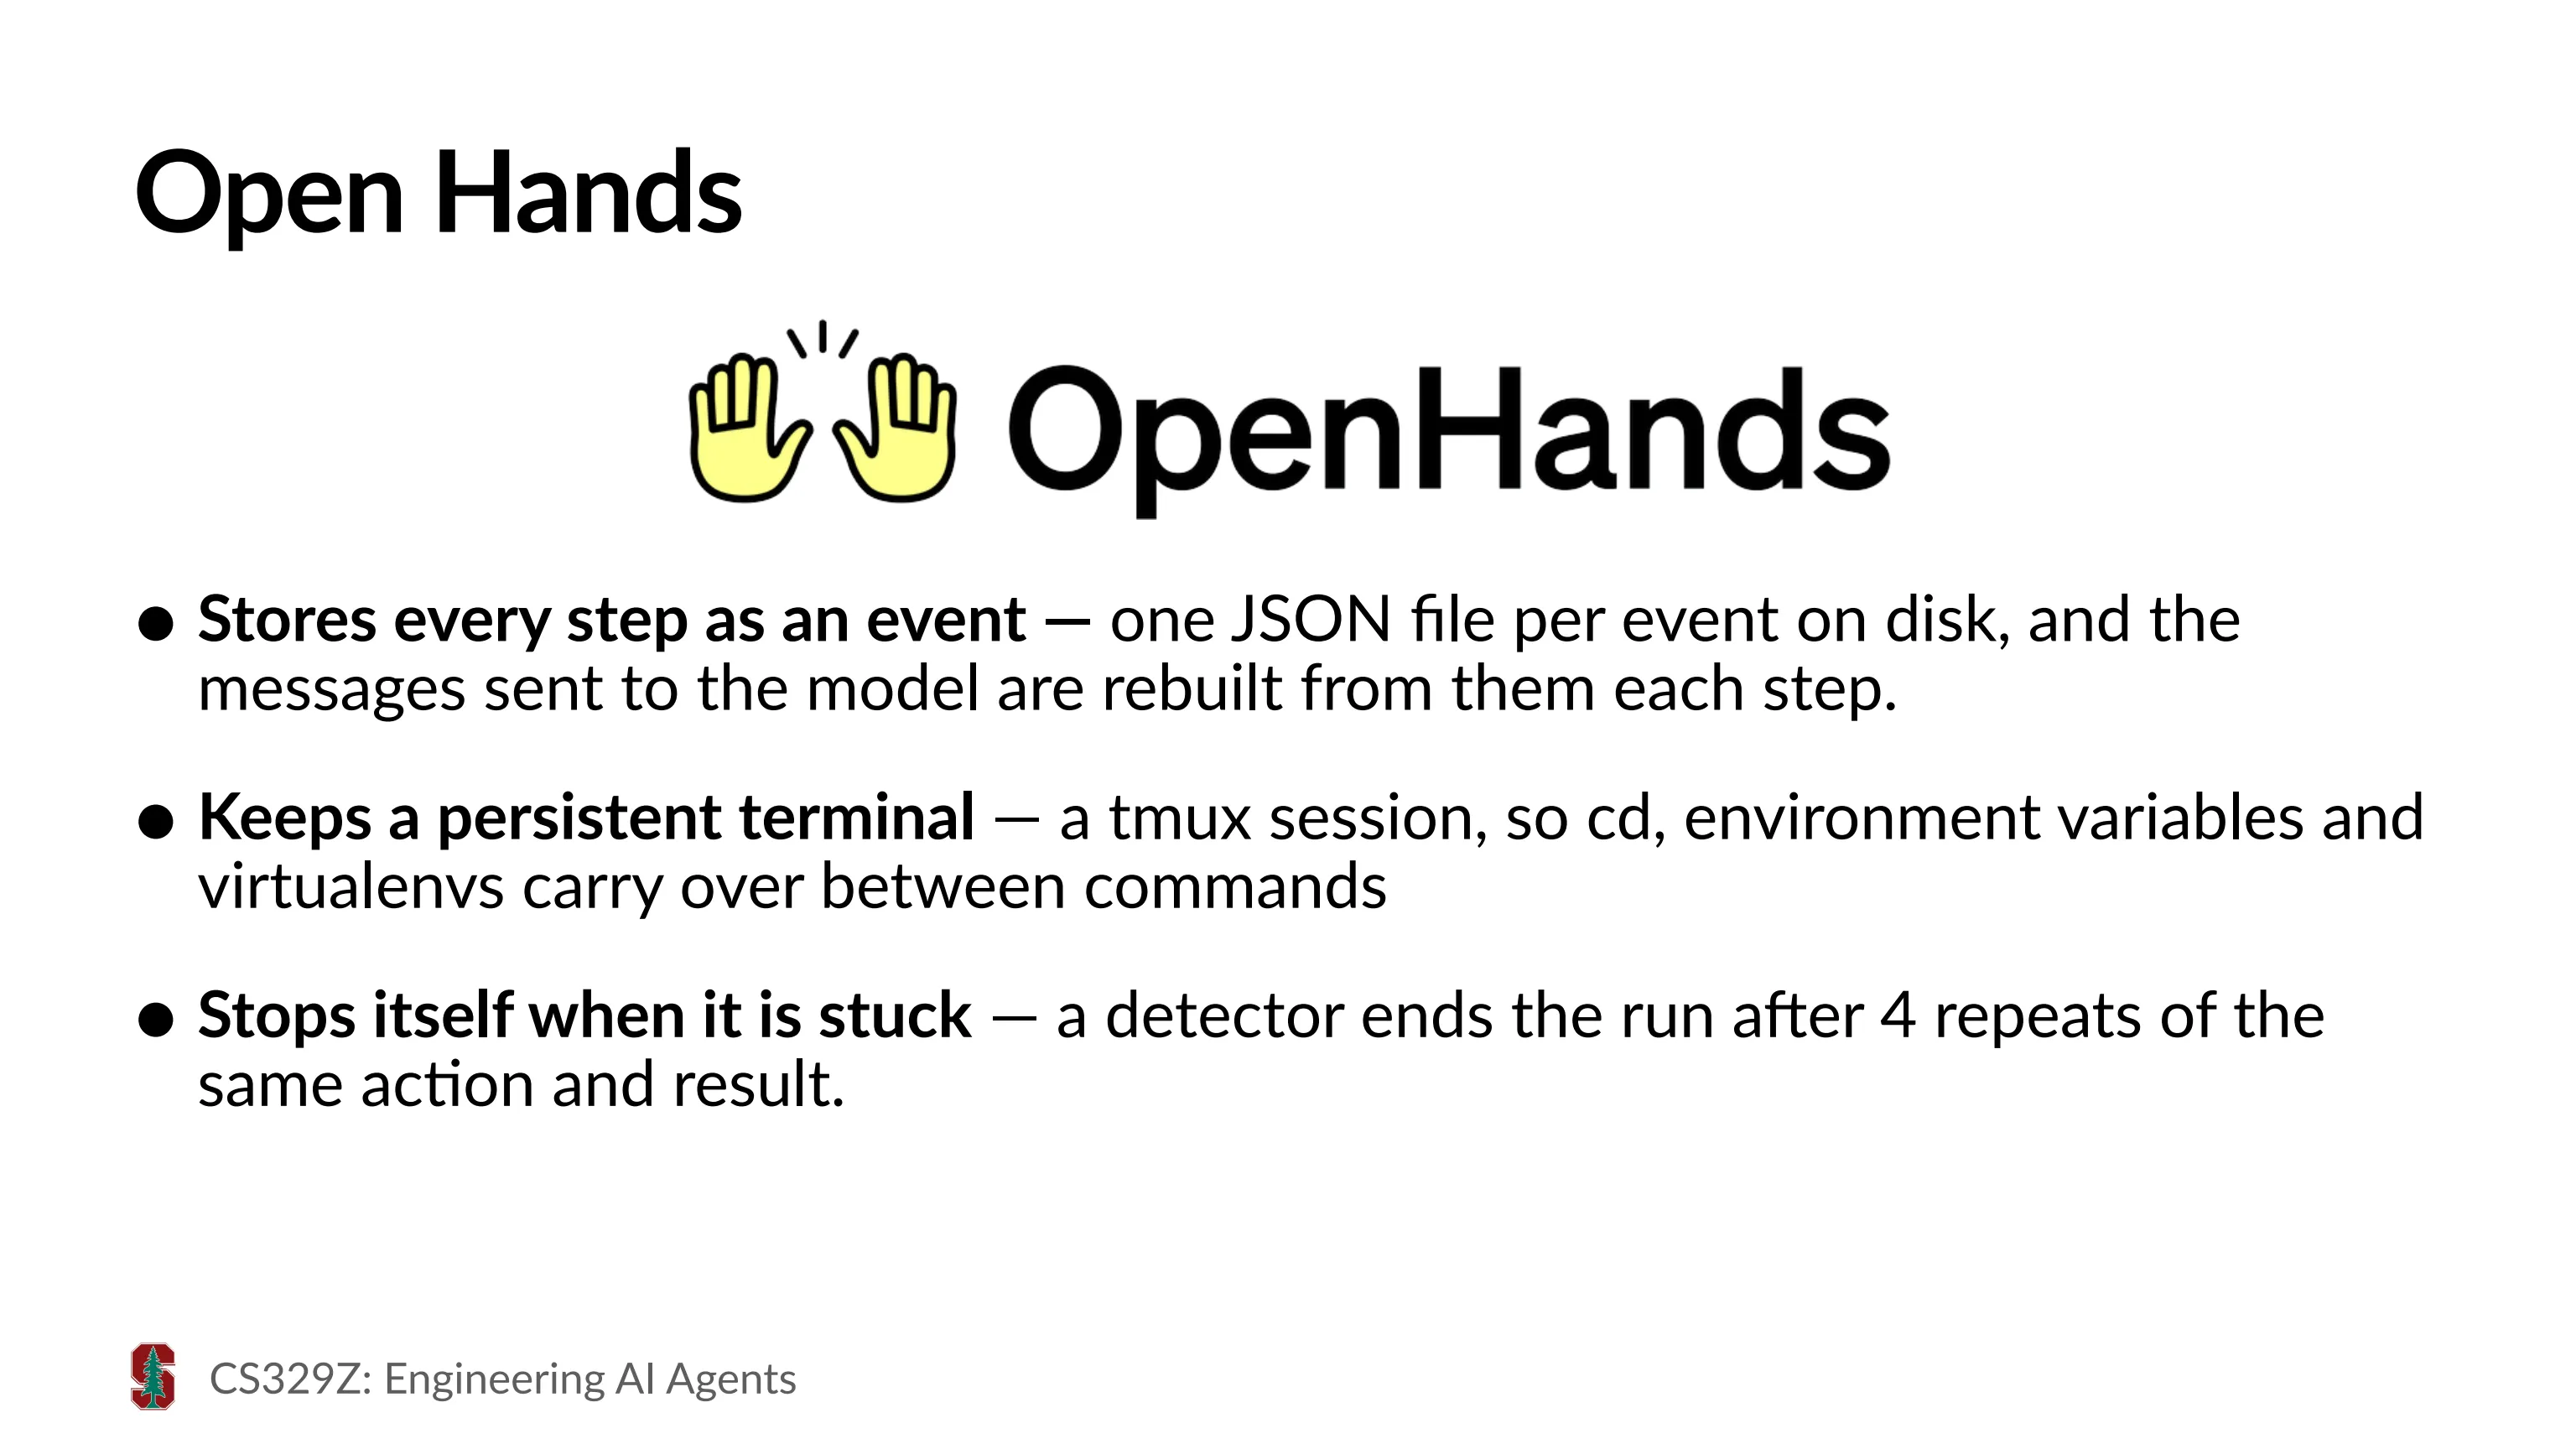 Open Hands
OpenHands
● Stores every step as an event — one JSON file per event on disk, and the
messages sent to the model are rebuilt from them each step.
● Keeps a persistent terminal — a tmux session, so cd, environment variables and
virtualenvs carry over between commands
● Stops itself when it is stuck — a detector ends the run after 4 repeats of the
same action and result.
CS329Z: Engineering AI Agents